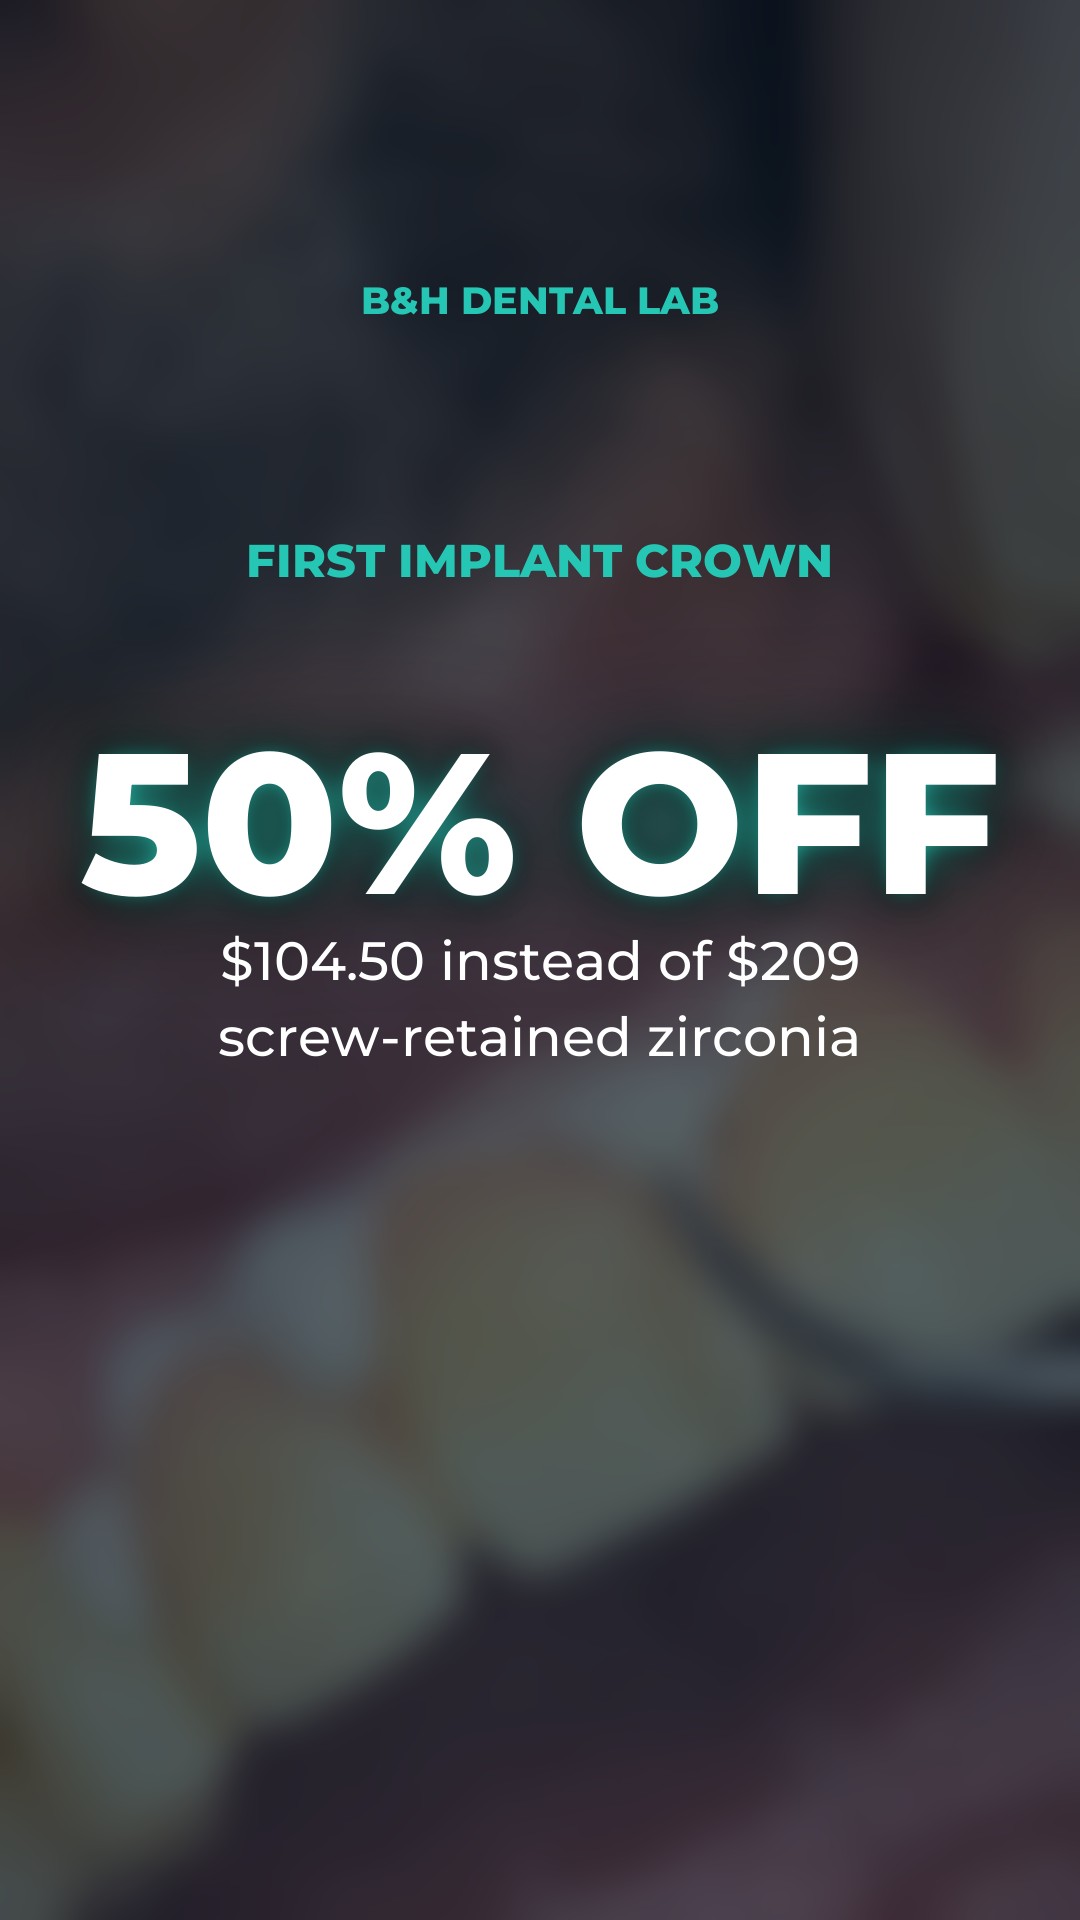 B&H DENTAL LAB
FIRST IMPLANT CROWN
50% OFF
$104.50 instead of $209
screw-retained zirconia